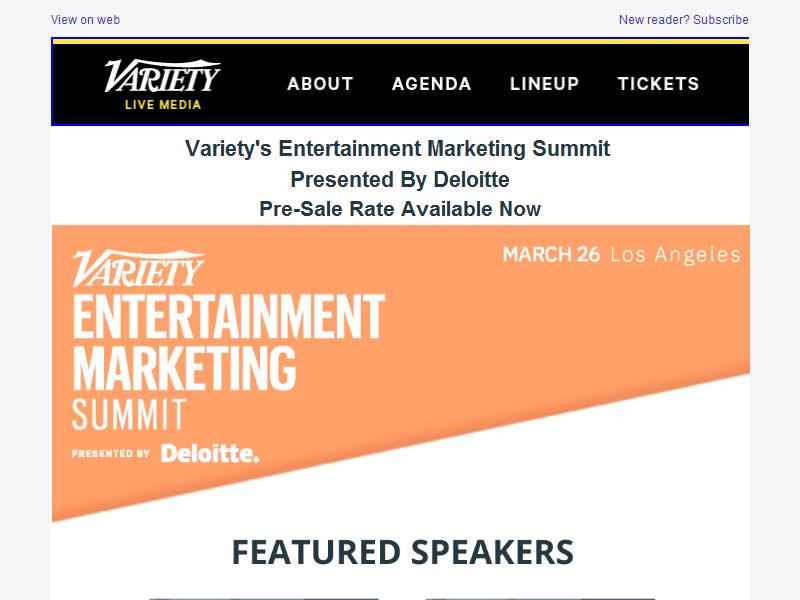 View on web
New reader? Subscribe
VARIETY
LIVE MEDIA
ABOUT AGENDA LINEUP TICKETS
Variety's Entertainment Marketing Summit
Presented By Deloitte
Pre-Sale Rate Available Now
MARCH 26 Los Angeles
VARIETY
ENTERTAINMENT
MARKETING
SUMMIT
PRESENTED BY Deloitte.
FEATURED SPEAKERS